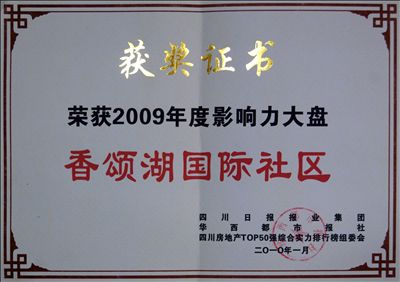 获奖证书
荣获2009年度影响力大盘
香颂湖国际社区
四川日报报业集团
华西都市报社
四川房地产TOP50强综合实力排行榜组委会
二〇一〇年一月